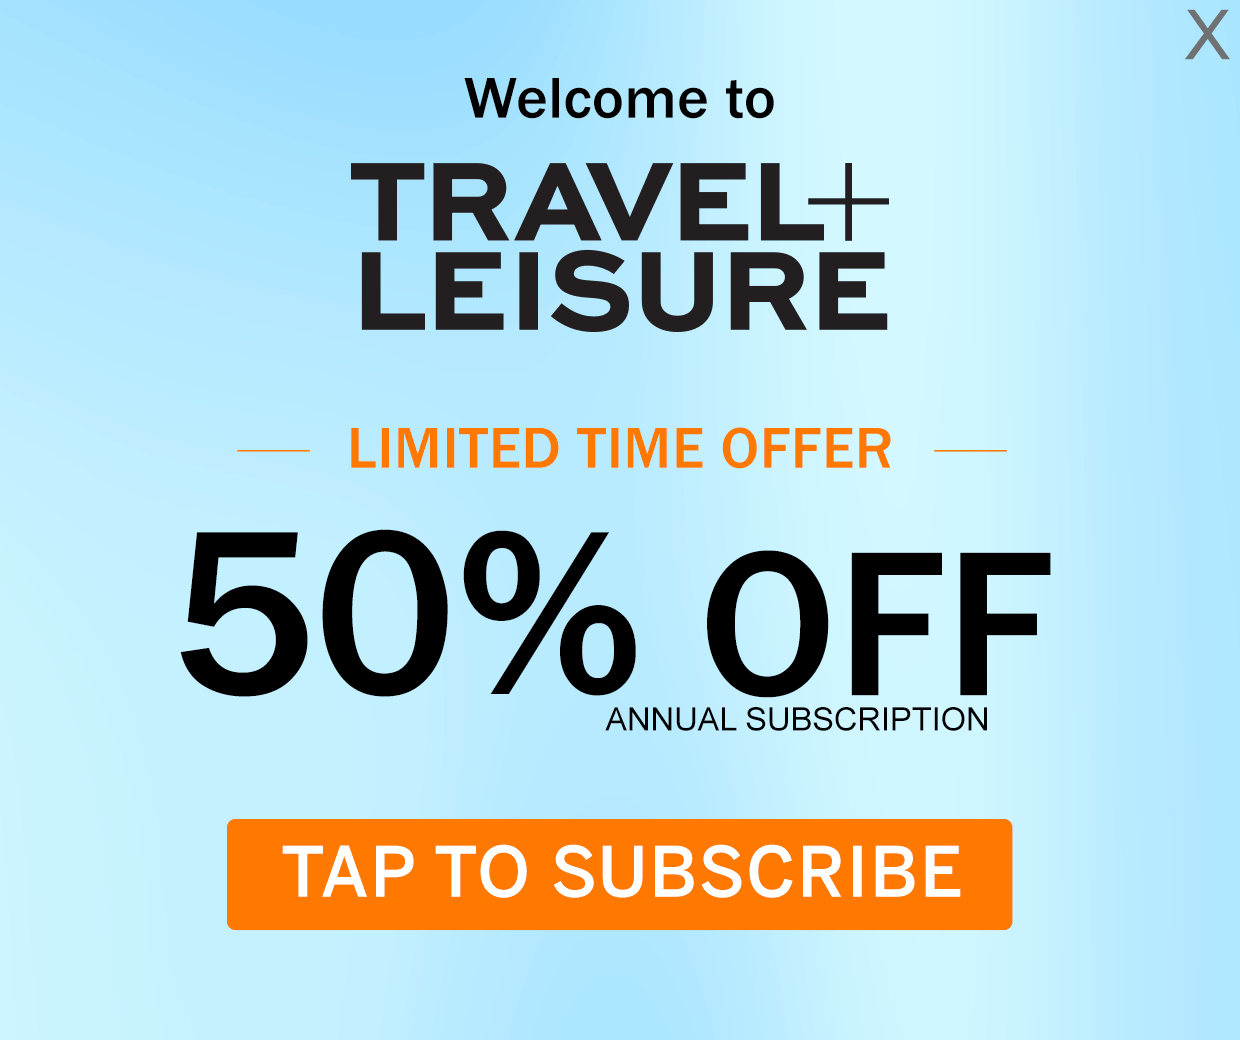 X
Welcome to
TRAVEL+
LEISURE
LIMITED TIME OFFER
50% OFF
ANNUAL SUBSCRIPTION
TAP TO SUBSCRIBE